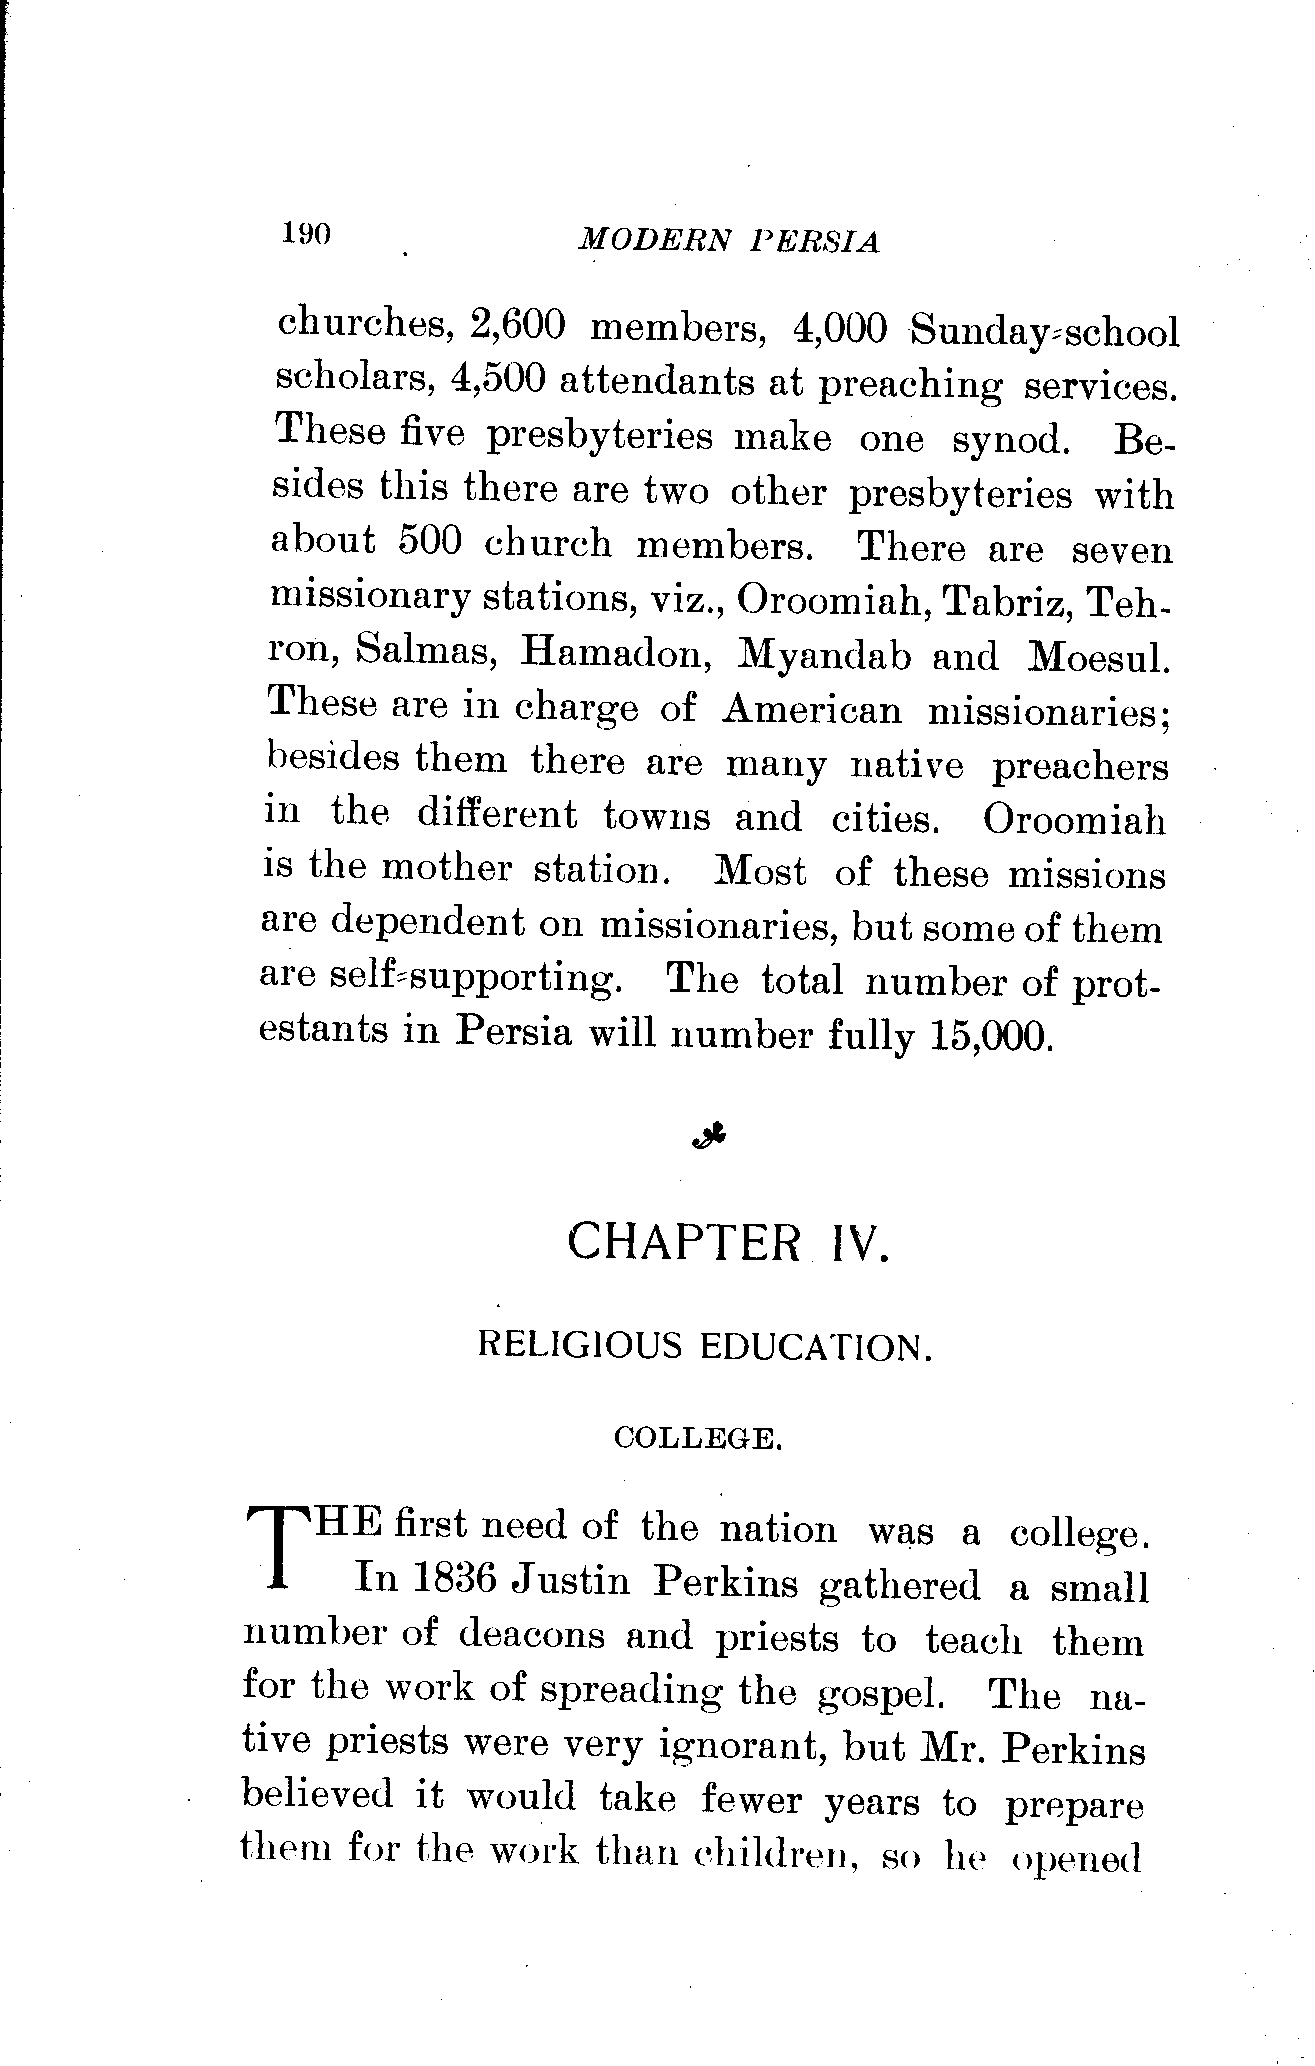 190 MODERN PERSIA
churches, 2,600 members, 4,000 Sunday-school
scholars, 4,500 attendants at preaching services.
These five presbyteries make one synod. Be-
sides this there are two other presbyteries with
about 500 church members. There are seven
missionary stations, viz., Oroomiah, Tabriz, Teh-
ron, Salmas, Hamadon, Myandab and Moesul.
These are in charge of American missionaries;
besides them there are many native preachers
in the different towns and cities. Oroomiah
is the mother station. Most of these missions
are dependent on missionaries, but some of them
are self-supporting. The total number of prot-
estants in Persia will number fully 15,000.
CHAPTER IV.
RELIGIOUS EDUCATION.
COLLEGE.
THE first need of the nation was a college.
In 1836 Justin Perkins gathered a small
number of deacons and priests to teach them
for the work of spreading the gospel. The na-
tive priests were very ignorant, but Mr. Perkins
believed it would take fewer years to prepare
them for the work than children, so he opened